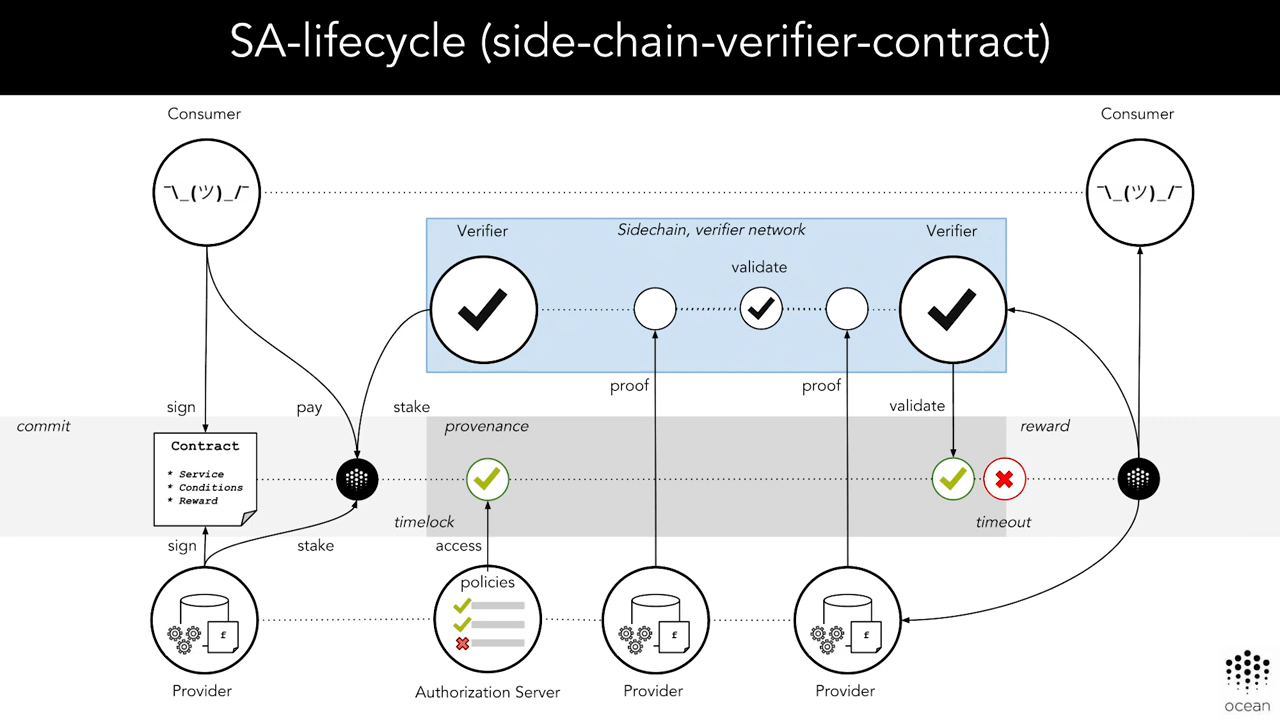 SA-lifecycle (side-chain-verifier-contract)
Consumer
Consumer
¯\_(ツ)_/¯
¯\_(ツ)_/¯
Verifier
Sidechain, verifier network
Verifier
validate
proof
proof
sign
pay
stake
validate
commit
provenance
reward
Contract
* Service
* Conditions
* Reward
timelock
timeout
sign
stake
access
policies
f
f
f
Provider
Authorization Server
Provider
Provider
ocean